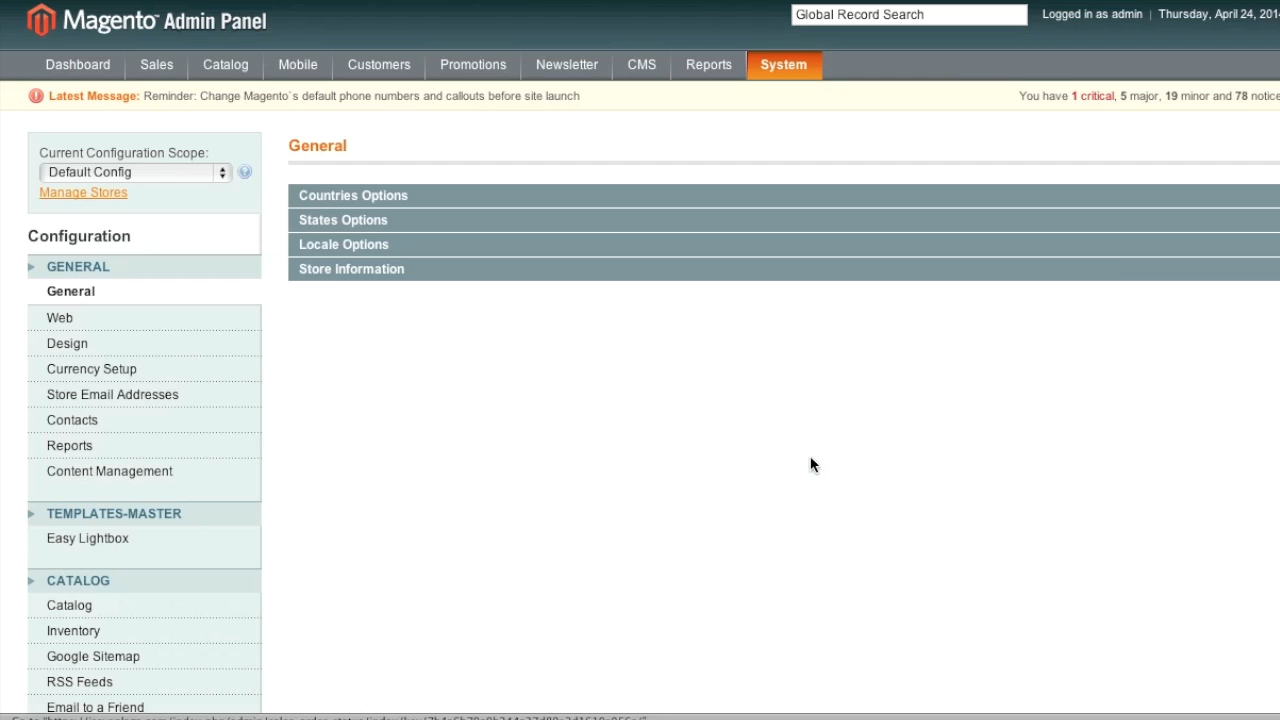 Magento Admin Panel
Global Record Search
Logged in as admin | Thursday, April 24, 201
Dashboard Sales Catalog Mobile Customers Promotions Newsletter CMS Reports System
Latest Message: Reminder: Change Magento`s default phone numbers and callouts before site launch
You have 1 critical, 5 major, 19 minor and 78 notice
Current Configuration Scope:
Default Config
Manage Stores
Configuration
GENERAL
General
Web
Design
Currency Setup
Store Email Addresses
Contacts
Reports
Content Management
TEMPLATES-MASTER
Easy Lightbox
CATALOG
Catalog
Inventory
Google Sitemap
RSS Feeds
Email to a Friend
General
Countries Options
States Options
Locale Options
Store Information